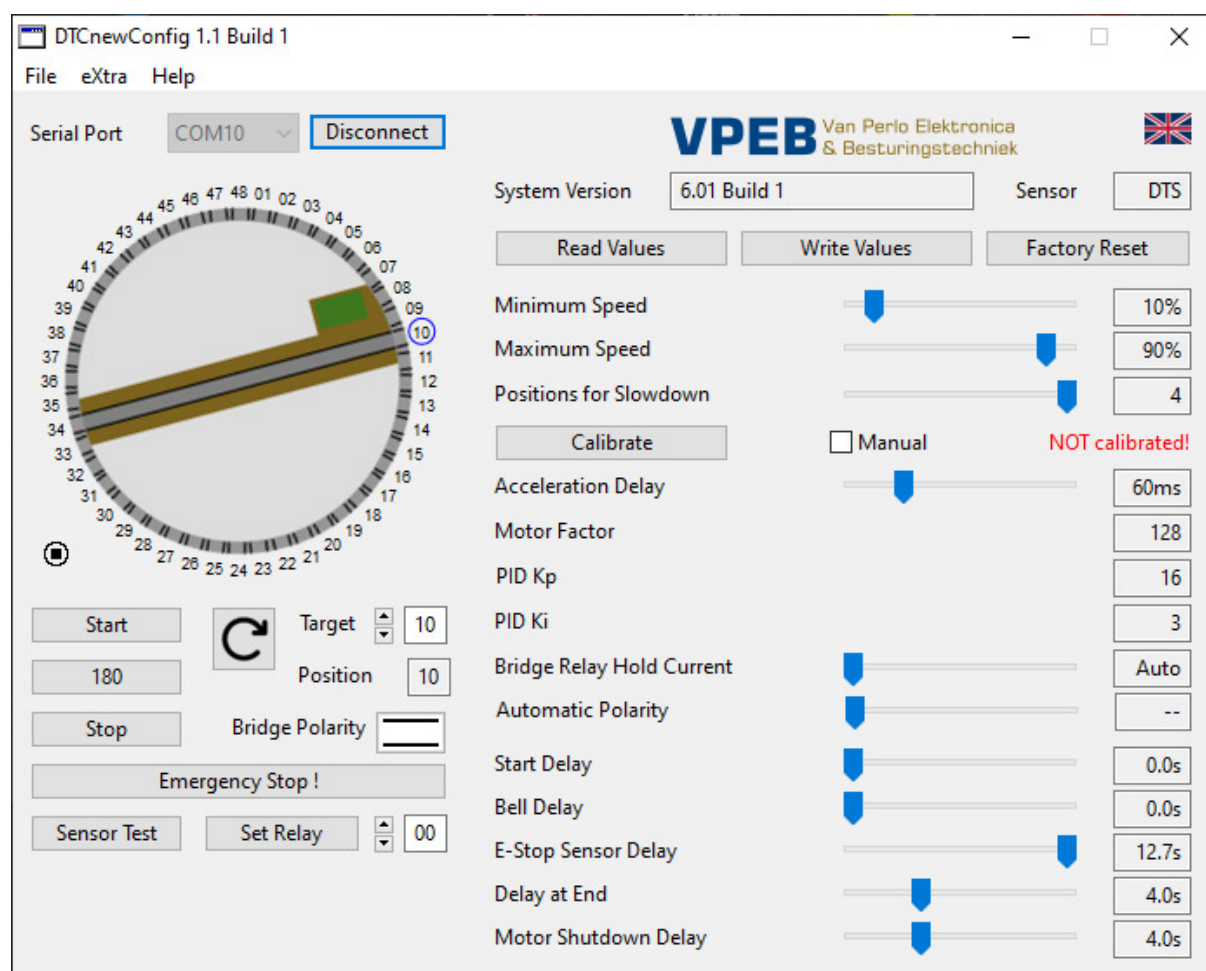 DTCnewConfig 1.1 Build 1
File eXtra Help
Serial Port COM10 Disconnect
VPEB Van Perlo Elektronica
& Besturingstechniek
System Version 6.01 Build 1 Sensor DTS
Read Values Write Values Factory Reset
Minimum Speed 10%
Maximum Speed 90%
Positions for Slowdown 4
Calibrate Manual NOT calibrated!
Acceleration Delay 60ms
Motor Factor 128
PID Kp 16
PID Ki 3
Bridge Relay Hold Current Auto
Automatic Polarity --
Start Delay 0.0s
Bell Delay 0.0s
E-Stop Sensor Delay 12.7s
Delay at End 4.0s
Motor Shutdown Delay 4.0s
01
02
03
04
05
06
07
08
09
10
11
12
13
14
15
16
17
18
19
20
21
22
23
24
25
26
27
28
29
30
31
32
33
34
35
36
37
38
39
40
41
42
43
44
45
46
47
48
Start Target 10
180 Position 10
Stop Bridge Polarity
Emergency Stop !
Sensor Test Set Relay 00